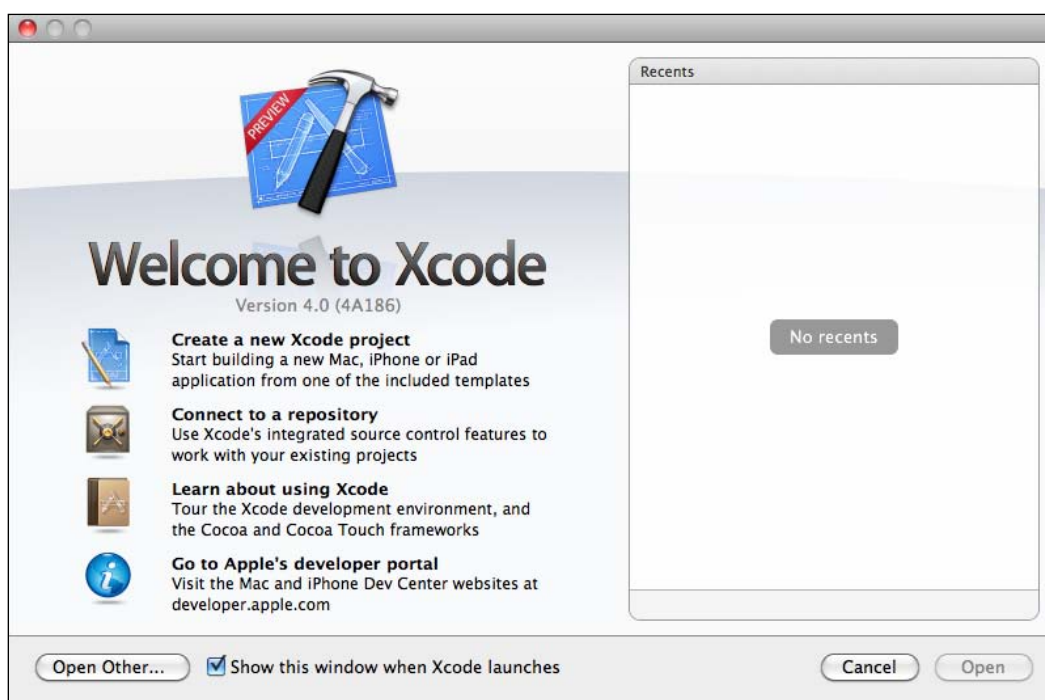 PREVIEW
Welcome to Xcode
Version 4.0 (4A186)
Create a new Xcode project
Start building a new Mac, iPhone or iPad
application from one of the included templates
Connect to a repository
Use Xcode's integrated source control features to
work with your existing projects
Learn about using Xcode
Tour the Xcode development environment, and
the Cocoa and Cocoa Touch frameworks
Go to Apple's developer portal
Visit the Mac and iPhone Dev Center websites at
developer.apple.com
Recents
No recents
Open Other...
Show this window when Xcode launches
Cancel
Open